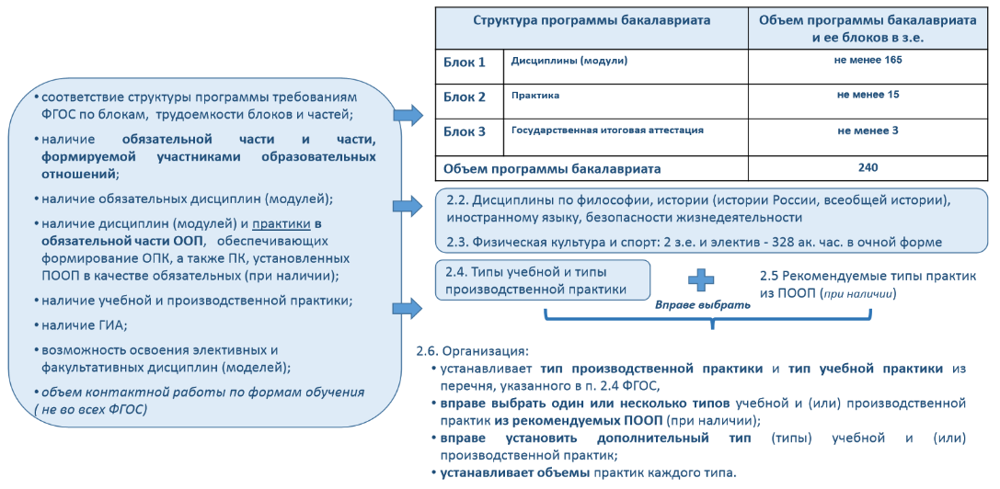 • соответствие структуры программы требованиям
ФГОС по блокам, трудоемкости блоков и частей;
• наличие обязательной части и части,
формируемой участниками образовательных
отношений;
• наличие обязательных дисциплин (модулей);
• наличие дисциплин (модулей) и практики в
обязательной части ООП, обеспечивающих
формирование ОПК, а также ПК, установленных
ПООП в качестве обязательных (при наличии);
• наличие учебной и производственной практики;
• наличие ГИА;
• возможность освоения элективных и
факультативных дисциплин (моделей);
• объем контактной работы по формам обучения
( не во всех ФГОС)
Структура программы бакалавриата
Объем программы бакалавриата
и ее блоков в з.е.
Блок 1 Дисциплины (модули) не менее 165
Блок 2 Практика не менее 15
Блок 3 Государственная итоговая аттестация не менее 3
Объем программы бакалавриата 240
2.2. Дисциплины по философии, истории (истории России, всеобщей истории),
иностранному языку, безопасности жизнедеятельности
2.3. Физическая культура и спорт: 2 з.е. и электив - 328 ак. час. в очной форме
2.4. Типы учебной и типы
производственной практики
Вправе выбрать
2.5 Рекомендуемые типы практик
из ПООП (при наличии)
2.6. Организация:
• устанавливает тип производственной практики и тип учебной практики из
перечня, указанного в п. 2.4 ФГОС,
• вправе выбрать один или несколько типов учебной и (или) производственной
практик из рекомендуемых ПООП (при наличии);
• вправе установить дополнительный тип (типы) учебной и (или)
производственной практик;
• устанавливает объемы практик каждого типа.